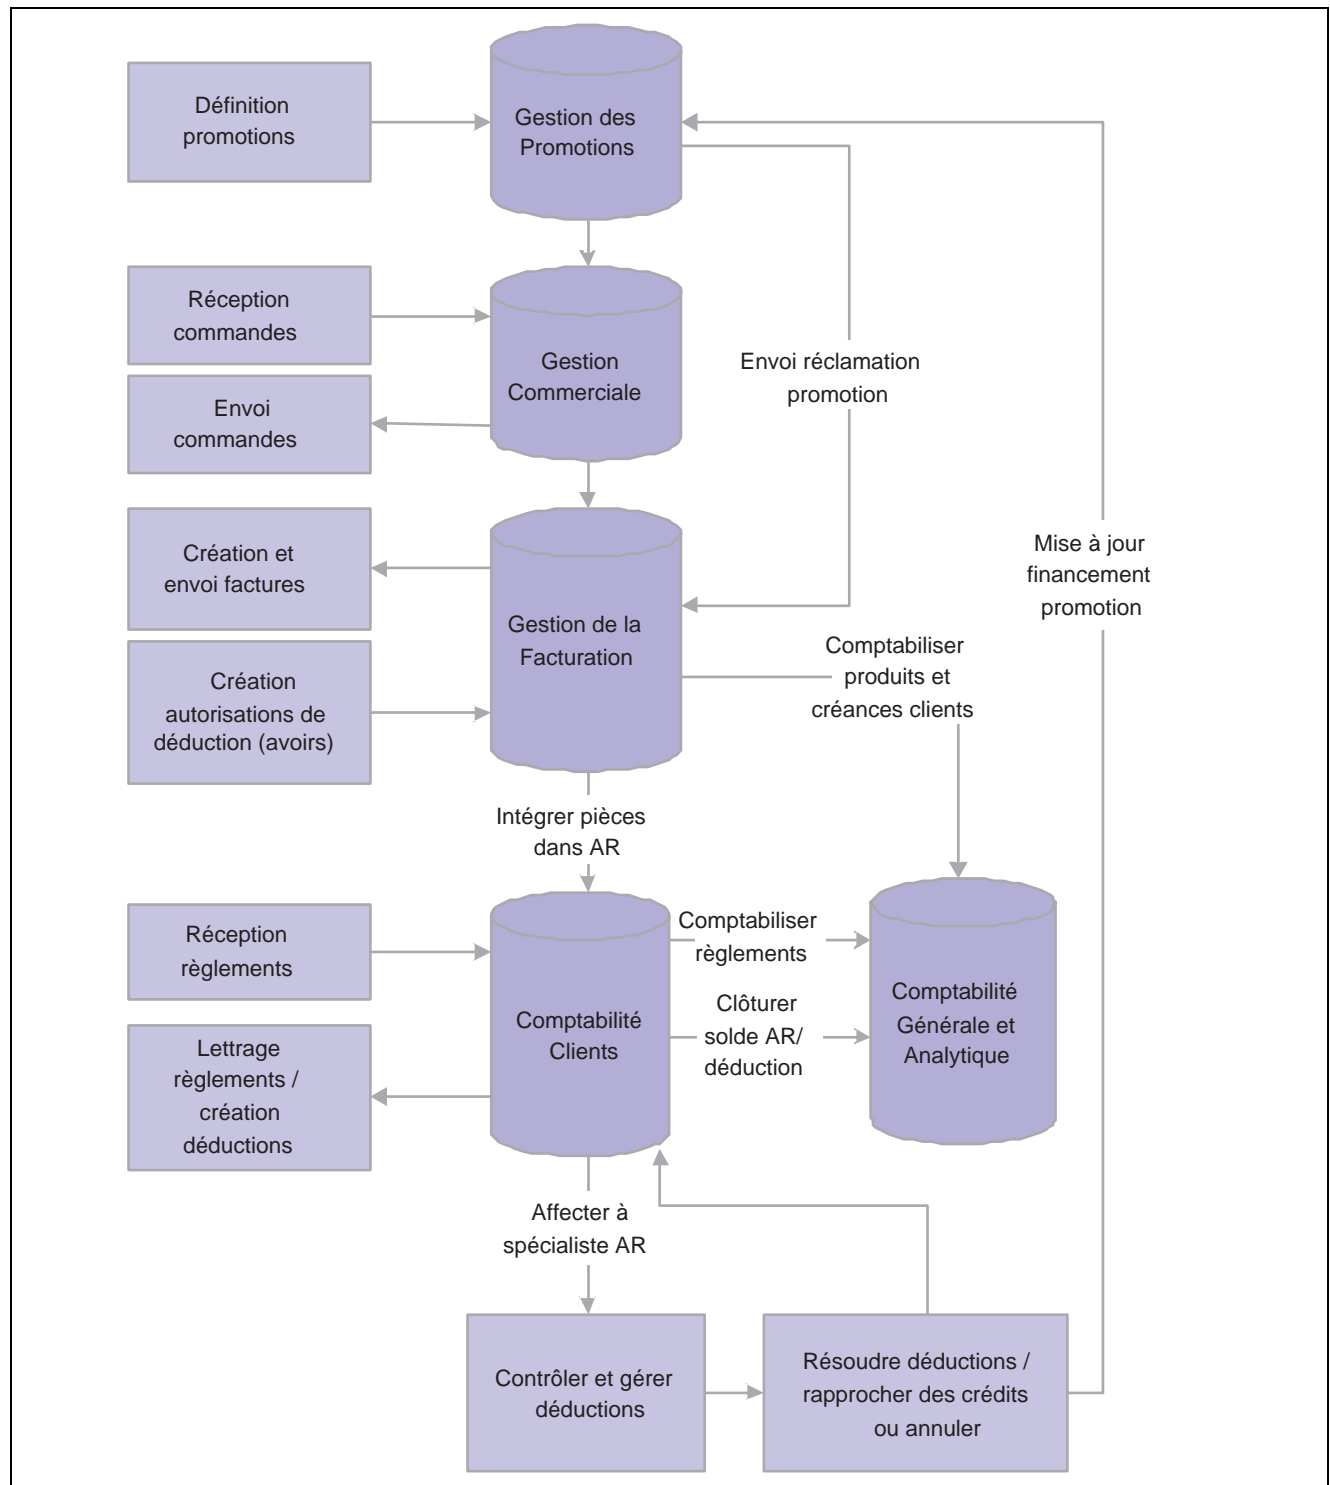 Définition
promotions
Gestion des
Promotions
Réception
commandes
Gestion
Commerciale
Envoi réclamation
promotion
Envoi
commandes
Création et
envoi factures
Mise à jour
financement
promotion
Gestion de la
Facturation
Comptabiliser
produits et
créances clients
Création
autorisations de
déduction (avoirs)
Intégrer pièces
dans AR
Réception
règlements
Comptabiliser
règlements
Comptabilité
Clients
Clôturer
solde AR/
déduction
Comptabilité
Générale et
Analytique
Lettrage
règlements /
création
déductions
Affecter à
spécialiste AR
Contrôler et gérer
déductions
Résoudre déductions /
rapprocher des crédits
ou annuler